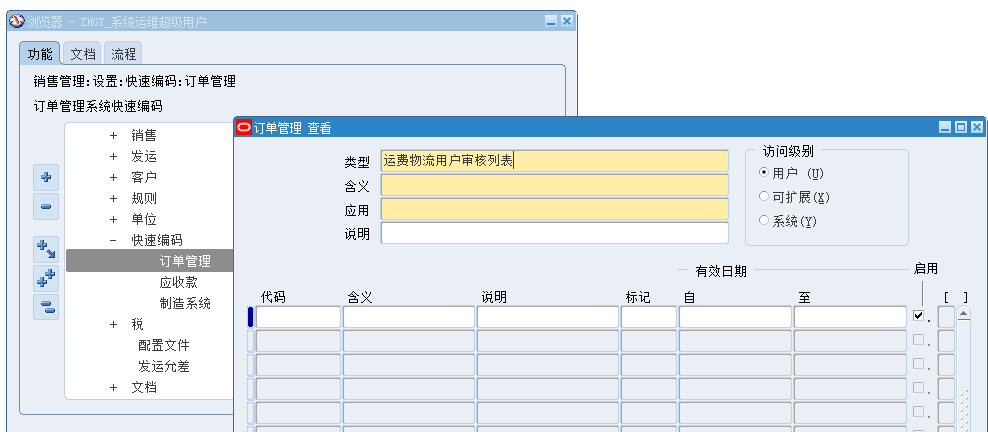 浏览器 - ZHGY_系统运维超级用户
功能 文档 流程
销售管理:设置:快速编码:订单管理
订单管理系统快速编码
+ 销售
+ 发运
+ 客户
+ 规则
+ 单位
- 快速编码
订单管理
应收款
制造系统
+ 税
配置文件
发运允差
+ 文档
订单管理 查看
类型 运费物流用户审核列表
含义
应用
说明
访问级别
用户 (U)
可扩展(X)
系统(Y)
有效日期 启用
代码 含义 说明 标记 自 至 [ ]